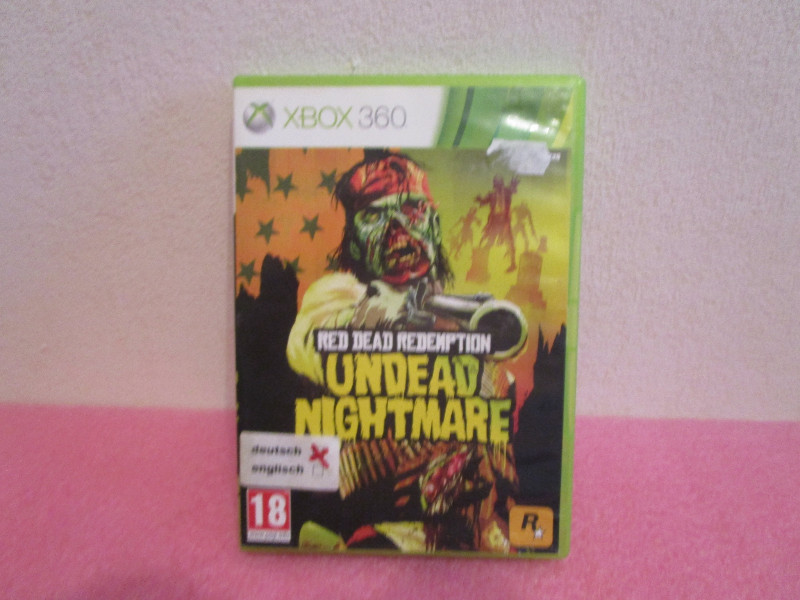 XBOX 360
RED DEAD REDEMPTION
UNDEAD
NIGHTMARE
deutsch
englisch
18
R